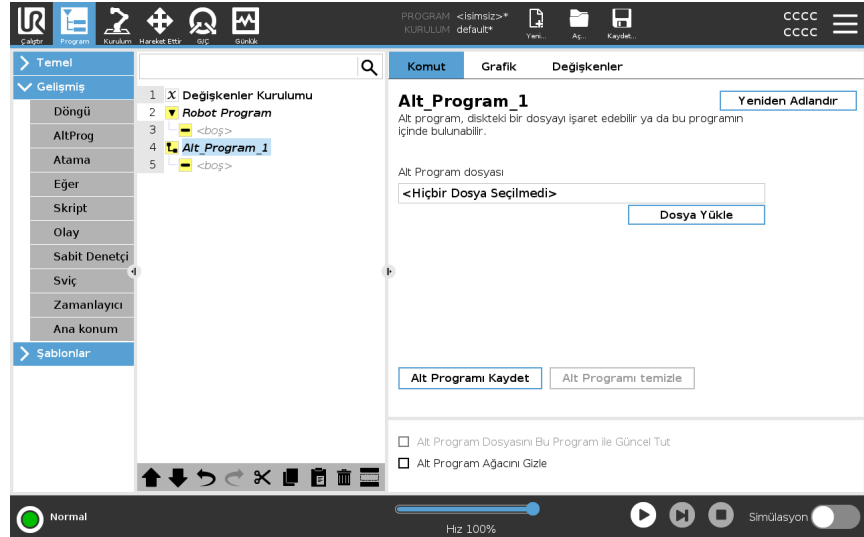 PROGRAM <isimsiz>*
KURULUM default*
cccc
cccc
UR
Çalıştır Program Kurulum Hareket Ettir G/Ç Günlük Yeni... Aç... Kaydet...
Temel
Gelişmiş
Döngü
AltProg
Atama
Eğer
Skript
Olay
Sabit Denetçi
Sviç
Zamanlayıcı
Ana konum
Şablonlar
1 X Değişkenler Kurulumu
2 Robot Program
3 <boş>
4 Alt_Program_1
5 <boş>
Komut Grafik Değişkenler
Alt_Program_1
Yeniden Adlandır
Alt program, diskteki bir dosyayı işaret edebilir ya da bu programın
içinde bulunabilir.
Alt Program dosyası
<Hiçbir Dosya Seçilmedi>
Dosya Yükle
Alt Programı Kaydet
Alt Programı temizle
Alt Program Dosyasını Bu Program ile Güncel Tut
Alt Program Ağacını Gizle
Normal
Hız 100%
Simülasyon